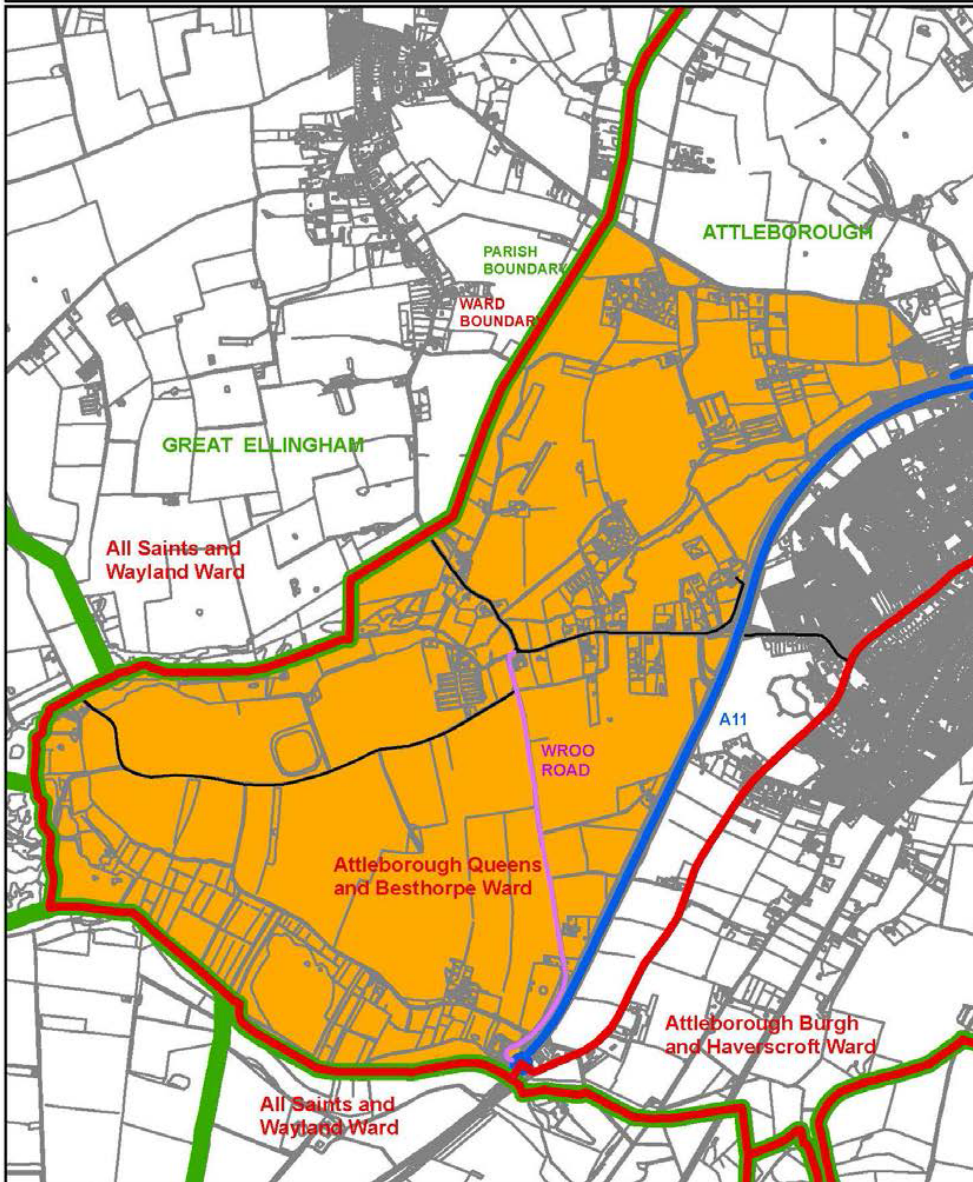 ATTLEBOROUGH
PARISH
BOUNDARY
WARD
BOUNDARY
GREAT ELLINGHAM
All Saints and
Wayland Ward
A11
WROO
ROAD
Attleborough Queens
and Besthorpe Ward
Attleborough Burgh
and Haverscroft Ward
All Saints and
Wayland Ward